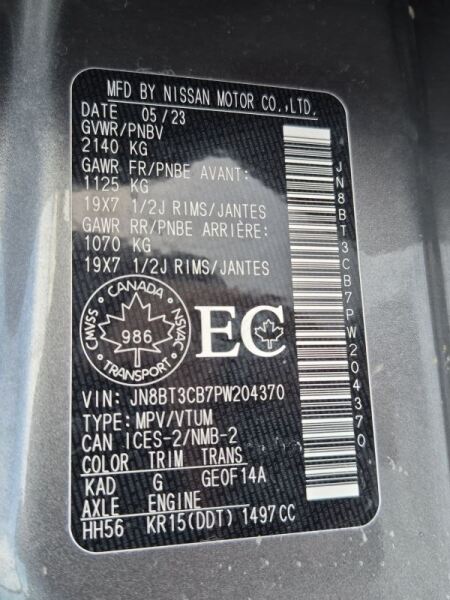 MFD BY NISSAN MOTOR CO.,LTD.
DATE 05/23
GVWR/PNBV
2140 KG
GAWR FR/PNBE AVANT:
1125 KG
19X7 1/2J RIMS/JANTES
GAWR RR/PNBE ARRIÈRE:
1070 KG
19X7 1/2J RIMS/JANTES
CANADA
CMVSS 986 NSVAC
TRANSPORT
EC
VIN: JN8BT3CB7PW204370
TYPE: MPV/VTUM
CAN ICES-2/NMB-2
COLOR TRIM TRANS
KAD G GE0F14A
AXLE ENGINE
HH56 KR15(DDT) 1497CC
JN8BT3CB7PW204370